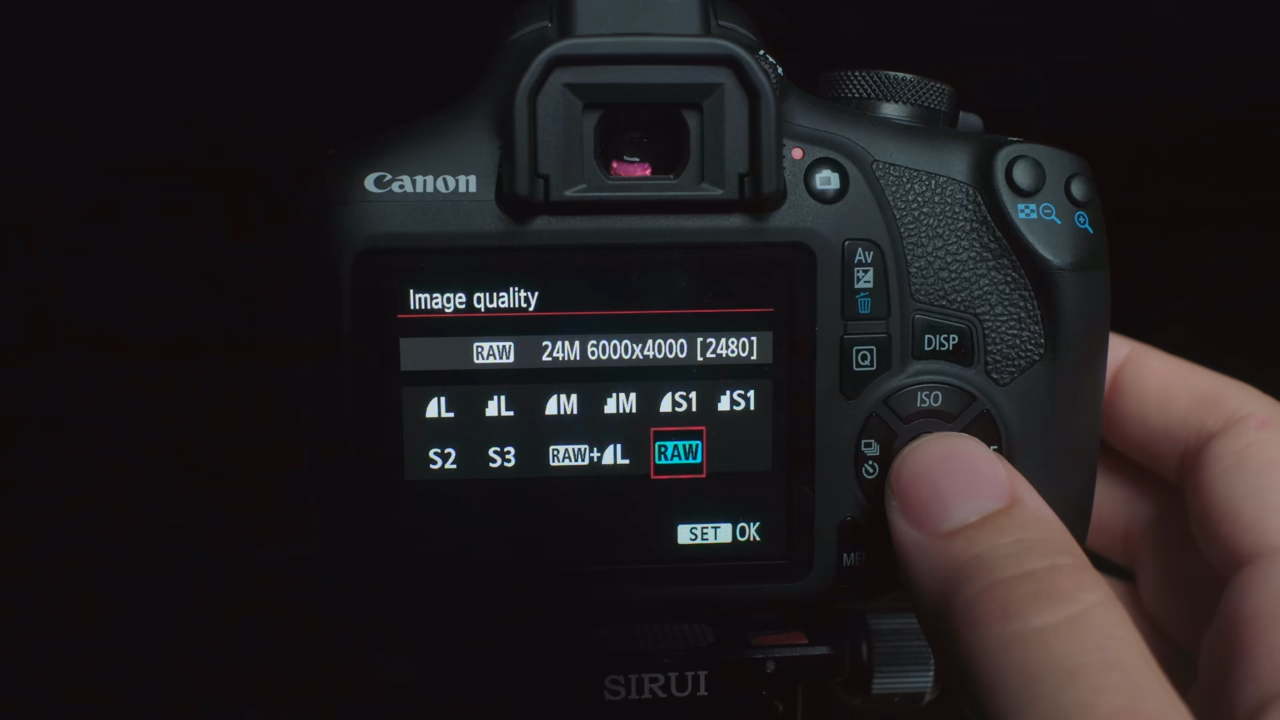 Canon
Image quality
RAW 24M 6000x4000 [2480]
L L M M S1 S1
S2 S3 RAW+L RAW
SET OK
Av
Q
DISP
ISO
SIRUI